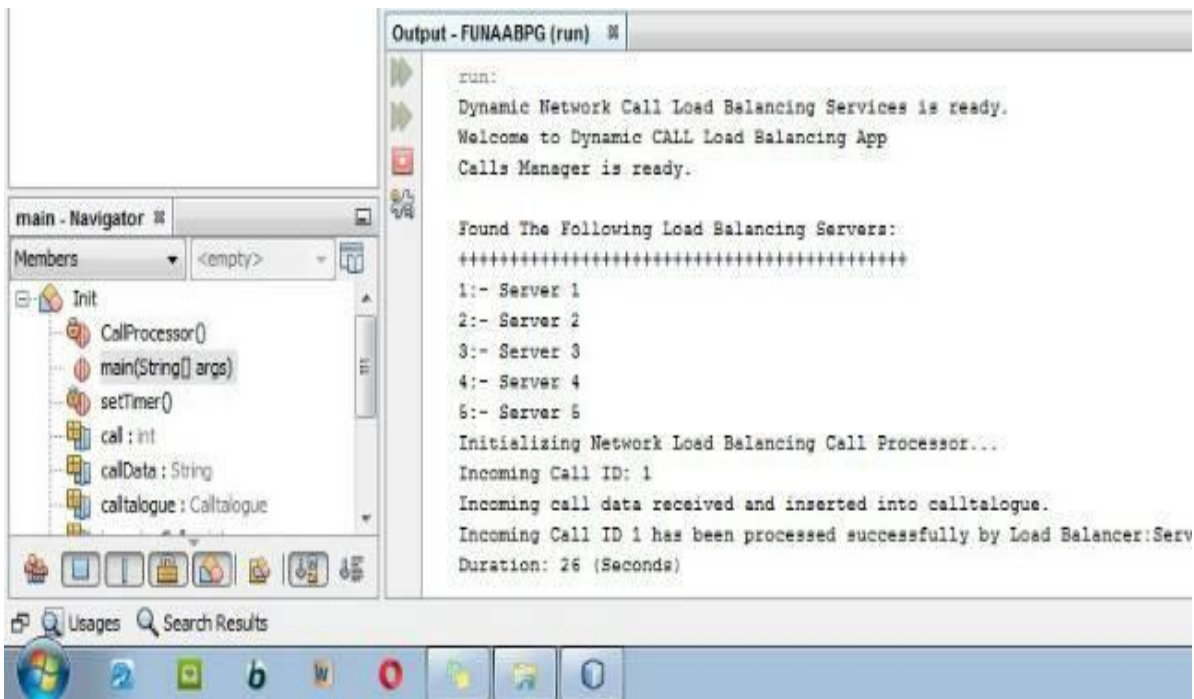 Output - FUNAABPG (run)
run:
Dynamic Network Call Load Balancing Services is ready.
Welcome to Dynamic CALL Load Balancing App
Calls Manager is ready.
Found The Following Load Balancing Servers:
++++++++++++++++++++++++++++++++++++++++++++
1:- Server 1
2:- Server 2
3:- Server 3
4:- Server 4
5:- Server 5
Initializing Network Load Balancing Call Processor...
Incoming Call ID: 1
Incoming call data received and inserted into calltalogue.
Incoming Call ID 1 has been processed successfully by Load Balancer:Serv
Duration: 26 (Seconds)
main - Navigator
Members
<empty>
Init
CallProcessor()
main(String[] args)
setTimer()
call : int
callData : String
calltalogue : Calltalogue
Usages
Search Results